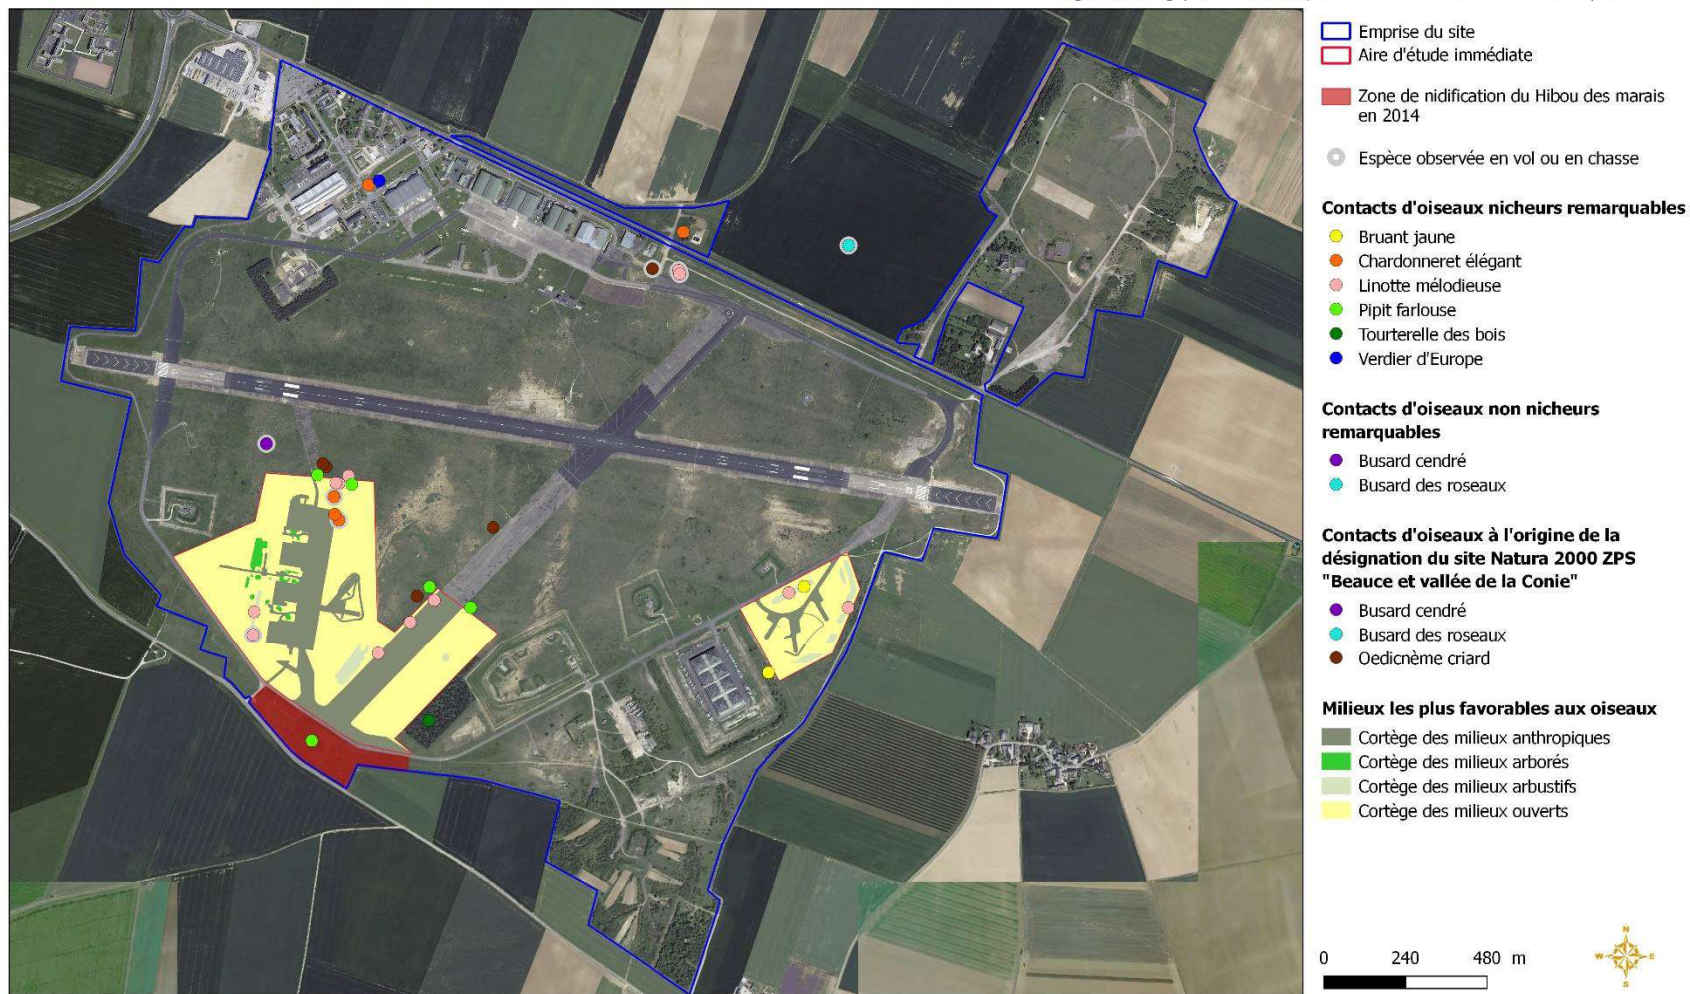 Emprise du site
Aire d'étude immédiate
Zone de nidification du Hibou des marais
en 2014
Espèce observée en vol ou en chasse
Contacts d'oiseaux nicheurs remarquables
Bruant jaune
Chardonneret élégant
Linotte mélodieuse
Pipit farlouse
Tourterelle des bois
Verdier d'Europe
Contacts d'oiseaux non nicheurs
remarquables
Busard cendré
Busard des roseaux
Contacts d'oiseaux à l'origine de la
désignation du site Natura 2000 ZPS
"Beauce et vallée de la Conie"
Busard cendré
Busard des roseaux
Oedicnème criard
Milieux les plus favorables aux oiseaux
Cortège des milieux anthropiques
Cortège des milieux arborés
Cortège des milieux arbustifs
Cortège des milieux ouverts
0 240 480 m
N
W E
S